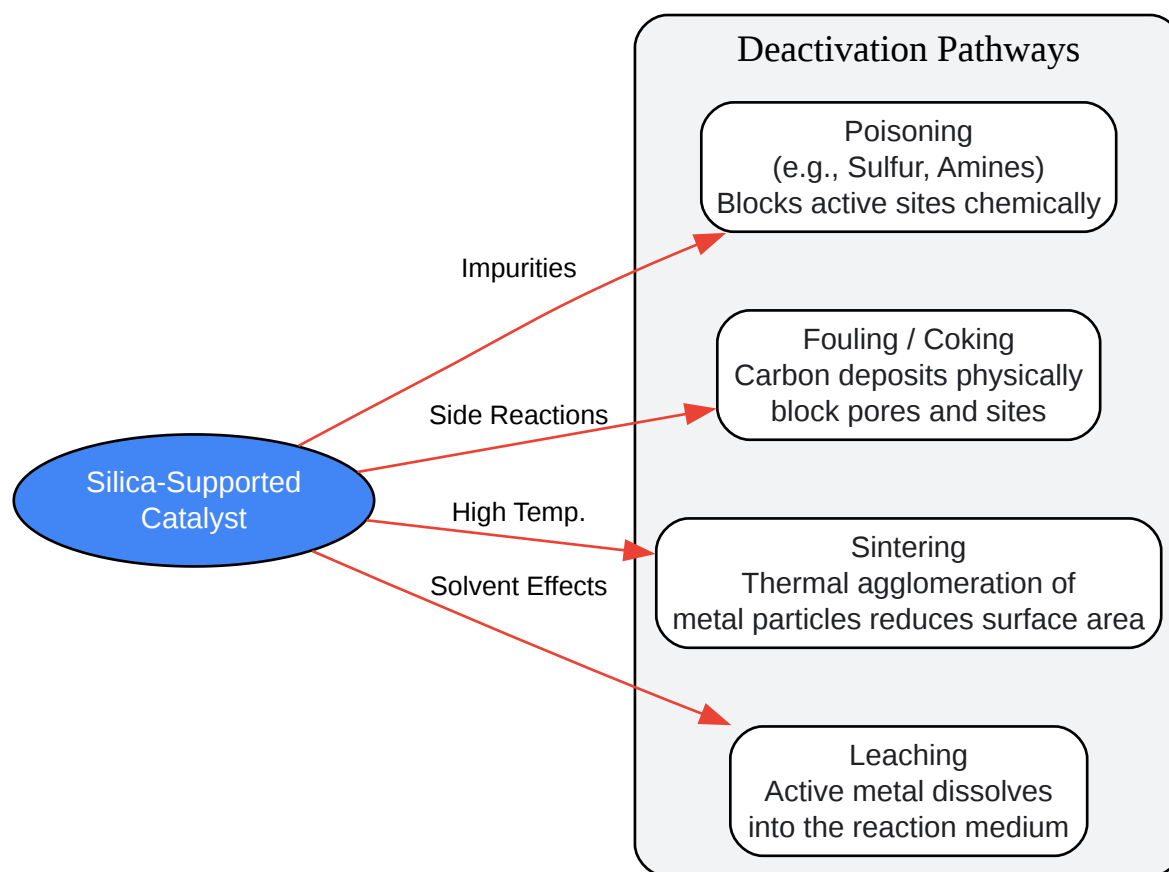 Deactivation Pathways
Poisoning
(e.g., Sulfur, Amines)
Blocks active sites chemically
Impurities
Fouling / Coking
Carbon deposits physically
block pores and sites
Side Reactions
Silica-Supported
Catalyst
High Temp.
Sintering
Thermal agglomeration of
metal particles reduces surface area
Solvent Effects
Leaching
Active metal dissolves
into the reaction medium